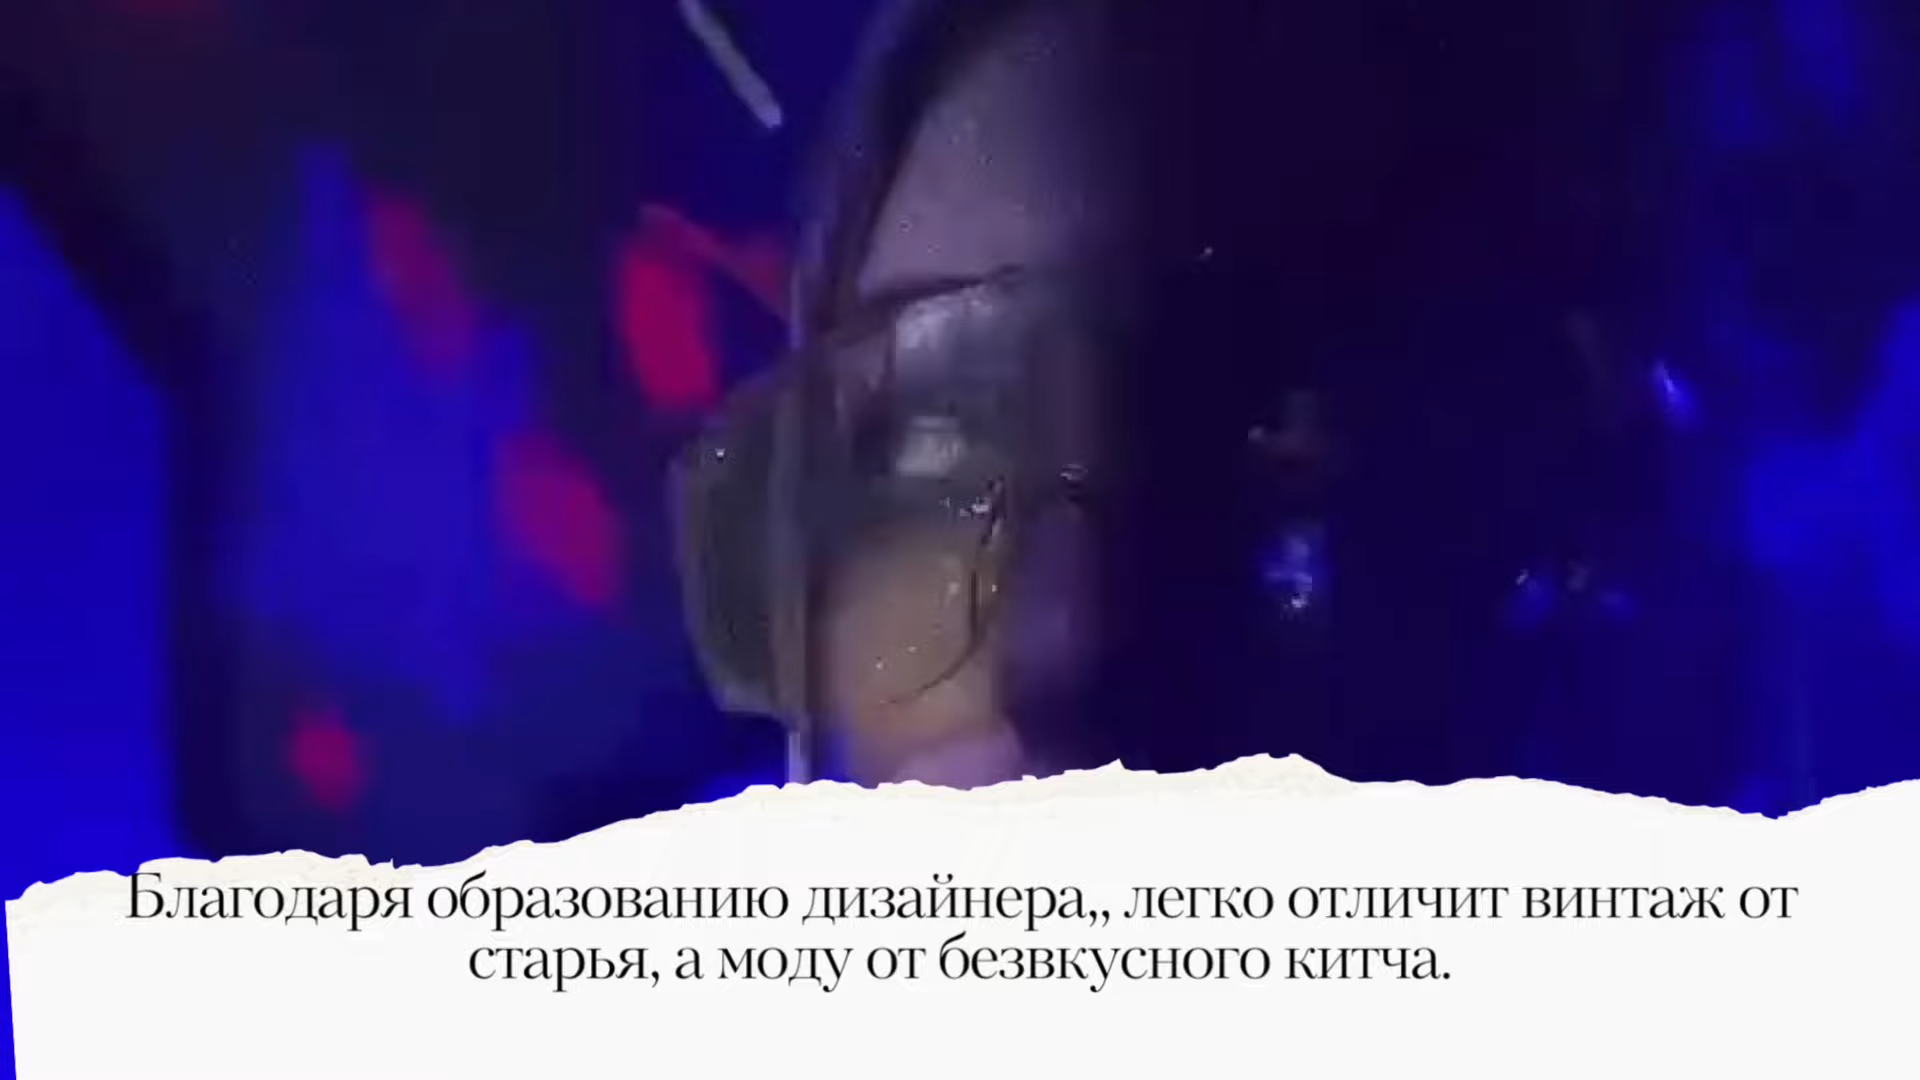 Благодаря образованию дизайнера,, легко отличит винтаж от
старья, а моду от безвкусного китча.